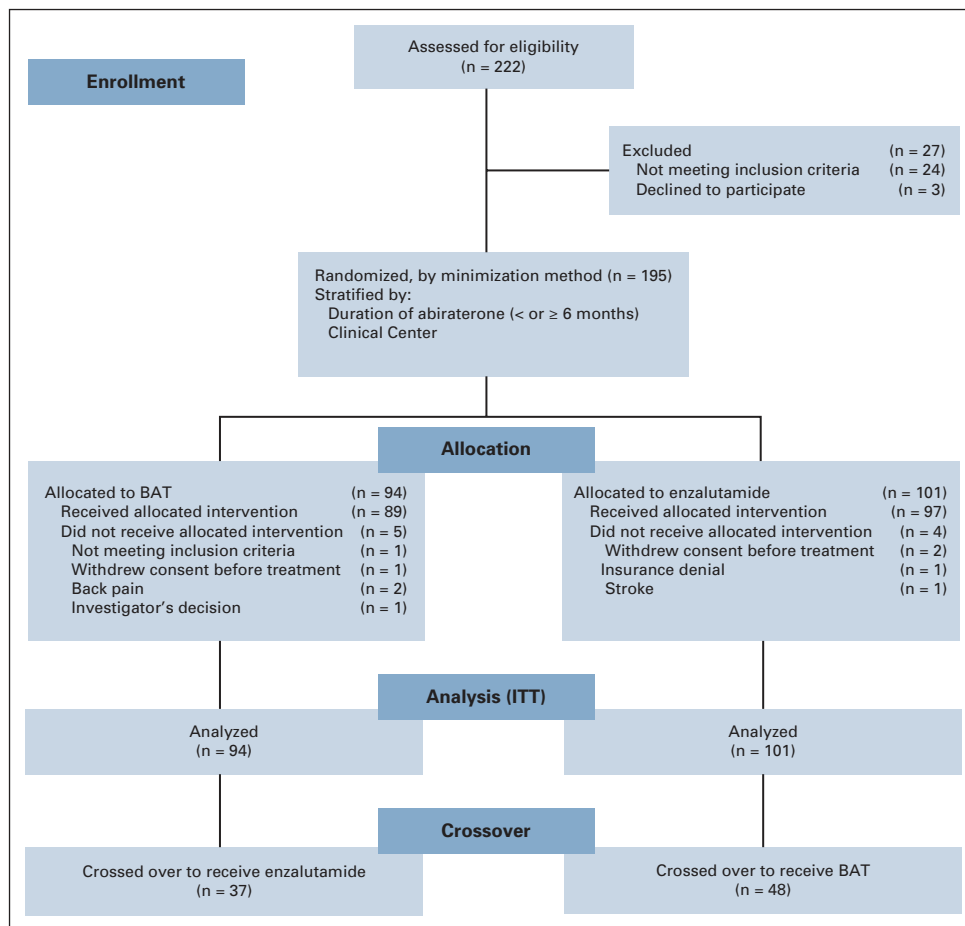 Assessed for eligibility
(n = 222)
Enrollment
Excluded (n = 27)
Not meeting inclusion criteria (n = 24)
Declined to participate (n = 3)
Randomized, by minimization method (n = 195)
Stratified by:
Duration of abiraterone (< or ≥ 6 months)
Clinical Center
Allocation
Allocated to BAT (n = 94)
Received allocated intervention (n = 89)
Did not receive allocated intervention (n = 5)
Not meeting inclusion criteria (n = 1)
Withdrew consent before treatment (n = 1)
Back pain (n = 2)
Investigator's decision (n = 1)
Allocated to enzalutamide (n = 101)
Received allocated intervention (n = 97)
Did not receive allocated intervention (n = 4)
Withdrew consent before treatment (n = 2)
Insurance denial (n = 1)
Stroke (n = 1)
Analysis (ITT)
Analyzed
(n = 94)
Analyzed
(n = 101)
Crossover
Crossed over to receive enzalutamide
(n = 37)
Crossed over to receive BAT
(n = 48)